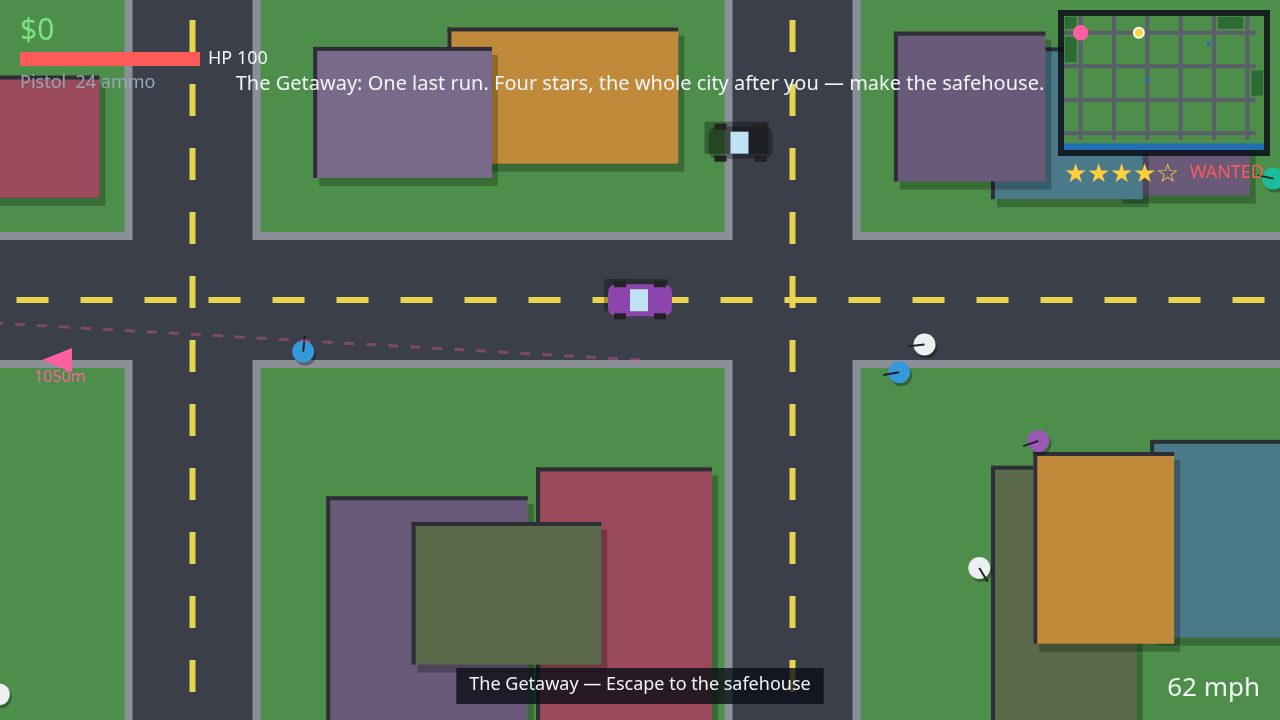 $0
HP 100
Pistol 24 ammo
The Getaway: One last run. Four stars, the whole city after you — make the safehouse.
★★★★☆ WANTED
1050m
The Getaway — Escape to the safehouse
62 mph